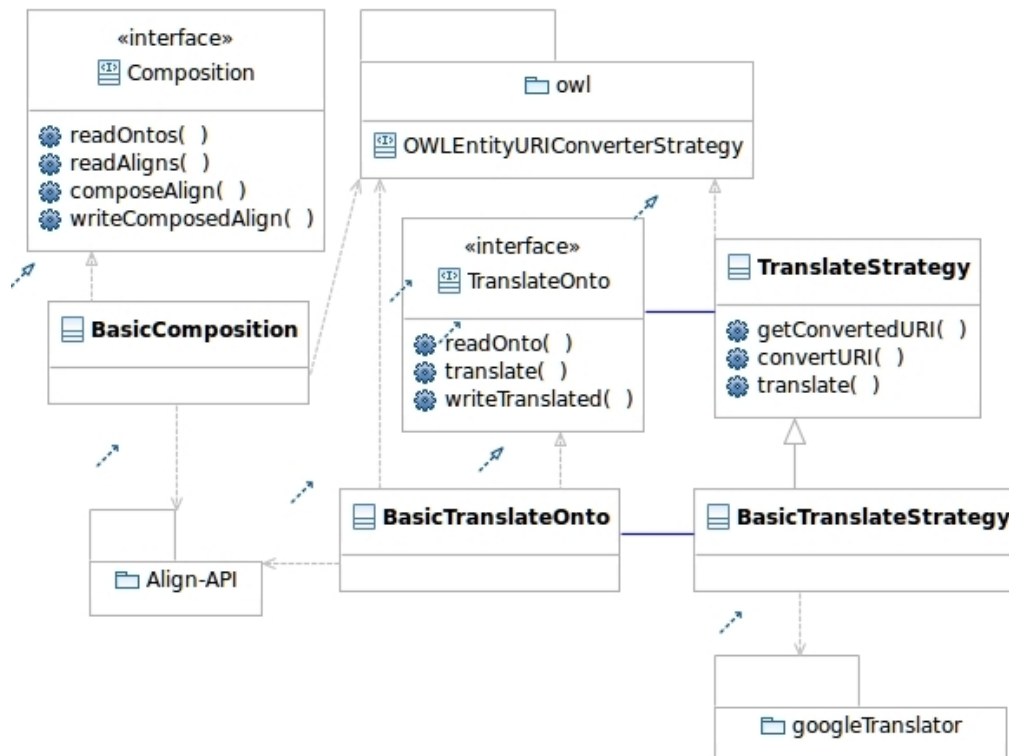 «interface»
Composition
readOntos( )
readAligns( )
composeAlign( )
writeComposedAlign( )
owl
OWLEntityURIConverterStrategy
«interface»
TranslateOnto
readOnto( )
translate( )
writeTranslated( )
TranslateStrategy
getConvertedURI( )
convertURI( )
translate( )
BasicComposition
BasicTranslateOnto
BasicTranslateStrategy
Align-API
googleTranslator